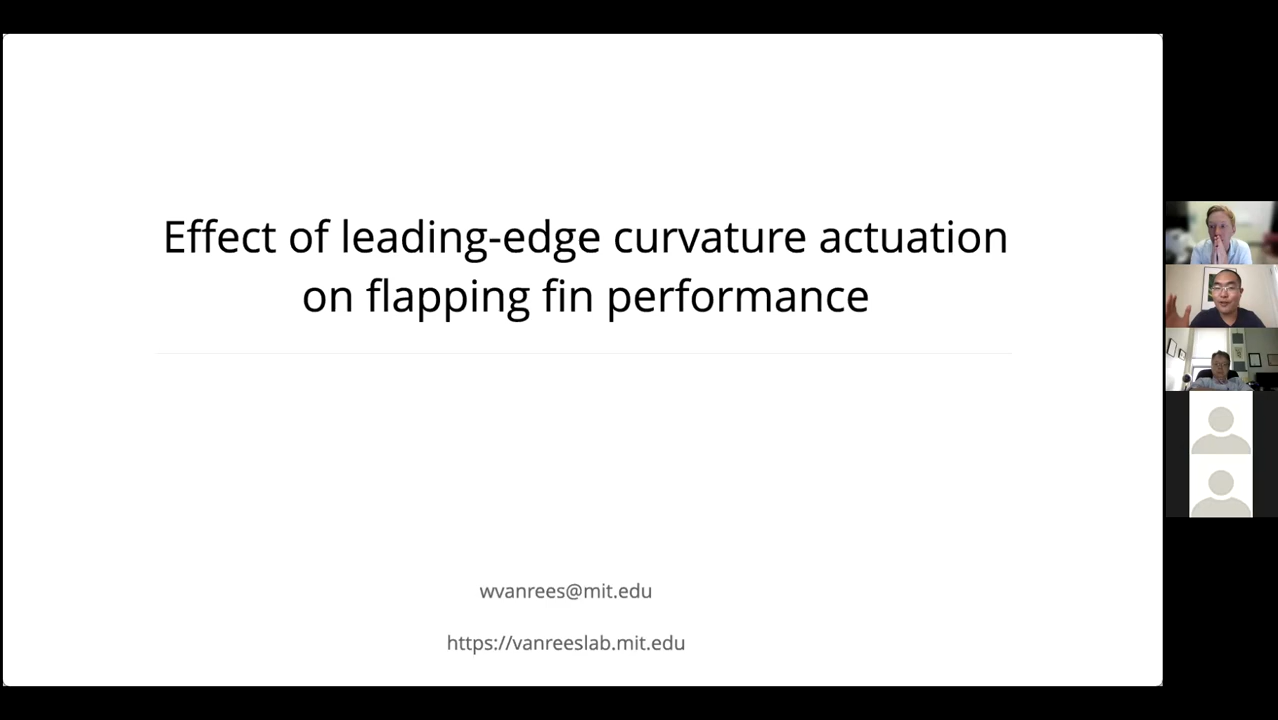 Effect of leading-edge curvature actuation
on flapping fin performance
wvanrees@mit.edu
https://vanreeslab.mit.edu